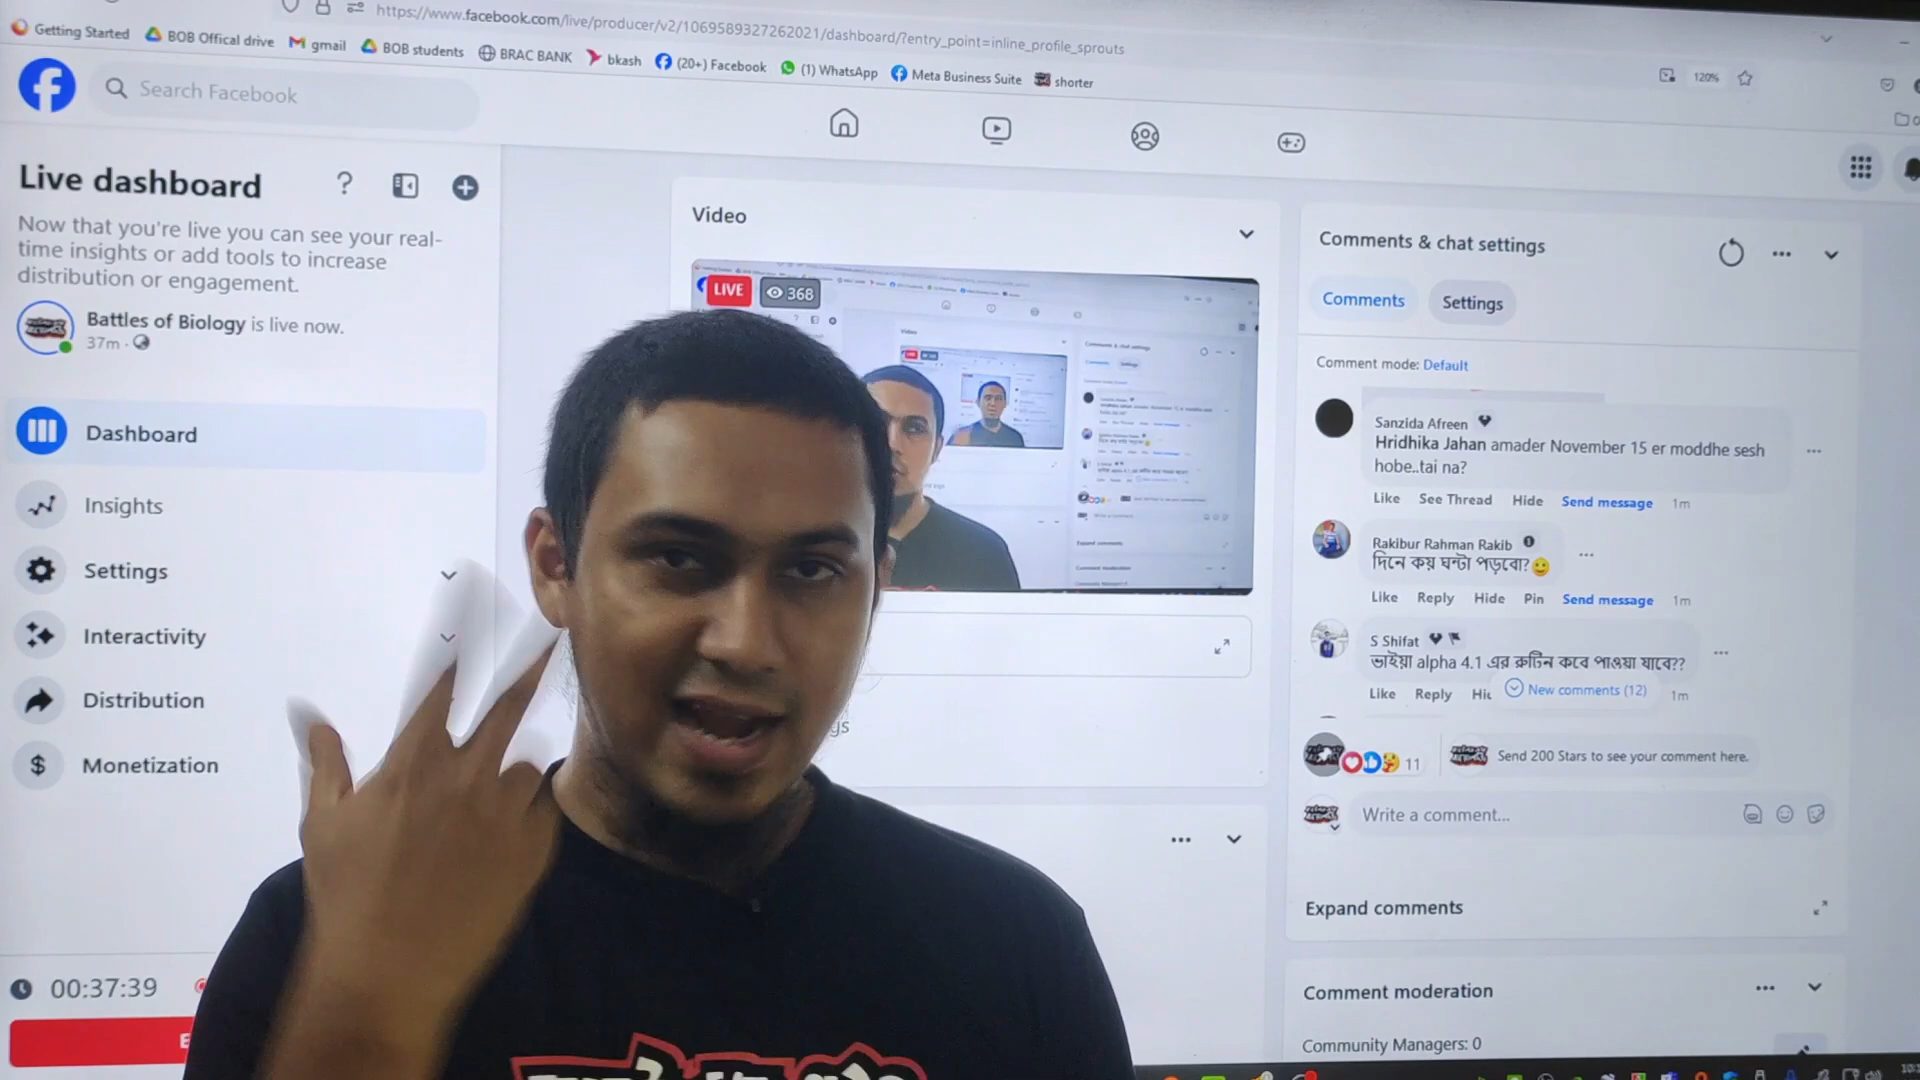 https://www.facebook.com/live/producer/v2/1069589327262021/dashboard/?entry_point=inline_profile_sprouts
Getting Started
BOB Offical drive
gmail
BOB students
BRAC BANK
bkash
(20+) Facebook
(1) WhatsApp
Meta Business Suite
shorter
120%
Search Facebook
Live dashboard
Now that you're live you can see your real-
time insights or add tools to increase
distribution or engagement.
Battles of Biology is live now.
37m
Dashboard
Insights
Settings
Interactivity
Distribution
Monetization
00:37:39
Video
LIVE
368
Comments & chat settings
Comments
Settings
Comment mode: Default
Sanzida Afreen
Hridhika Jahan amader November 15 er moddhe sesh
hobe..tai na?
Like See Thread Hide Send message 1m
Rakibur Rahman Rakib
দিনে কয় ঘন্টা পড়বো?
Like Reply Hide Pin Send message 1m
S Shifat
ভাইয়া alpha 4.1 এর রুটিন কবে পাওয়া যাবে??
Like Reply
New comments (12)
1m
11
Send 200 Stars to see your comment here.
Write a comment...
Expand comments
Comment moderation
Community Managers: 0